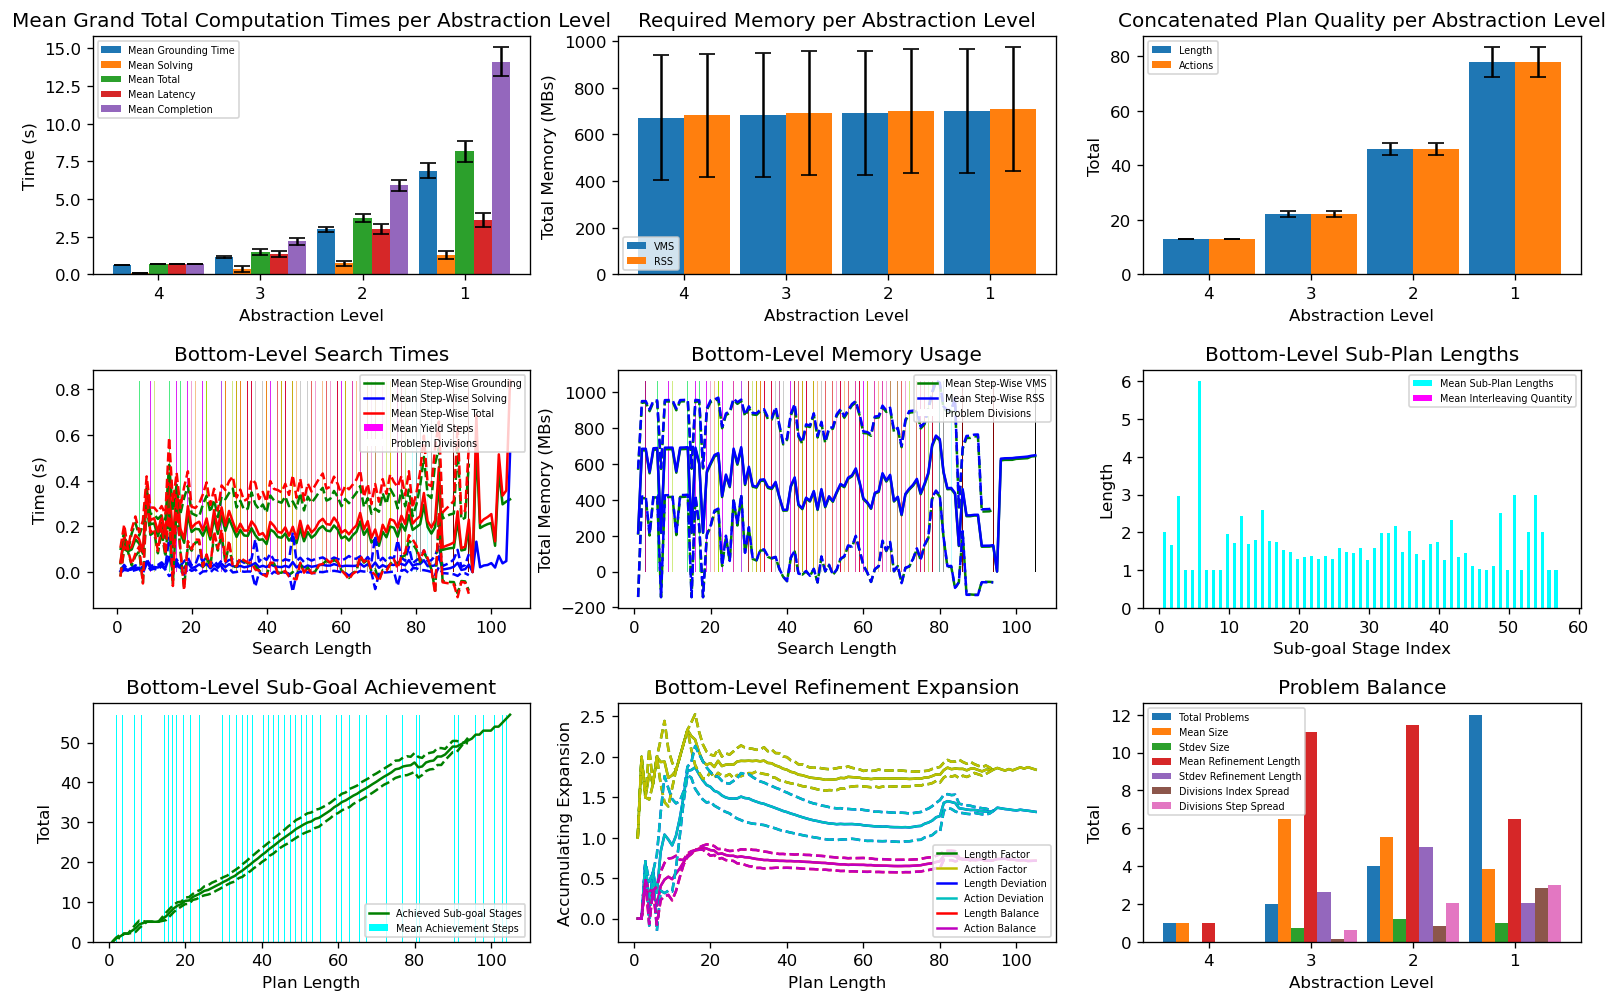 Mean Grand Total Computation Times per Abstraction Level
Time (s)
15.0
12.5
10.0
7.5
5.0
2.5
0.0
Mean Grounding Time
Mean Solving
Mean Total
Mean Latency
Mean Completion
4 3 2 1
Abstraction Level
Required Memory per Abstraction Level
Total Memory (MBs)
1000
800
600
400
200
0
VMS
RSS
4 3 2 1
Abstraction Level
Concatenated Plan Quality per Abstraction Level
Total
80
60
40
20
0
Length
Actions
4 3 2 1
Abstraction Level
Bottom-Level Search Times
Time (s)
0.8
0.6
0.4
0.2
0.0
Mean Step-Wise Grounding
Mean Step-Wise Solving
Mean Step-Wise Total
Mean Yield Steps
Problem Divisions
0 20 40 60 80 100
Search Length
Bottom-Level Memory Usage
Total Memory (MBs)
1000
800
600
400
200
0
−200
Mean Step-Wise VMS
Mean Step-Wise RSS
Problem Divisions
0 20 40 60 80 100
Search Length
Bottom-Level Sub-Plan Lengths
Length
6
5
4
3
2
1
0
Mean Sub-Plan Lengths
Mean Interleaving Quantity
0 10 20 30 40 50 60
Sub-goal Stage Index
Bottom-Level Sub-Goal Achievement
Total
50
40
30
20
10
0
Achieved Sub-goal Stages
Mean Achievement Steps
0 20 40 60 80 100
Plan Length
Bottom-Level Refinement Expansion
Accumulating Expansion
2.5
2.0
1.5
1.0
0.5
0.0
Length Factor
Action Factor
Length Deviation
Action Deviation
Length Balance
Action Balance
0 20 40 60 80 100
Plan Length
Problem Balance
Total
12
10
8
6
4
2
0
Total Problems
Mean Size
Stdev Size
Mean Refinement Length
Stdev Refinement Length
Divisions Index Spread
Divisions Step Spread
4 3 2 1
Abstraction Level